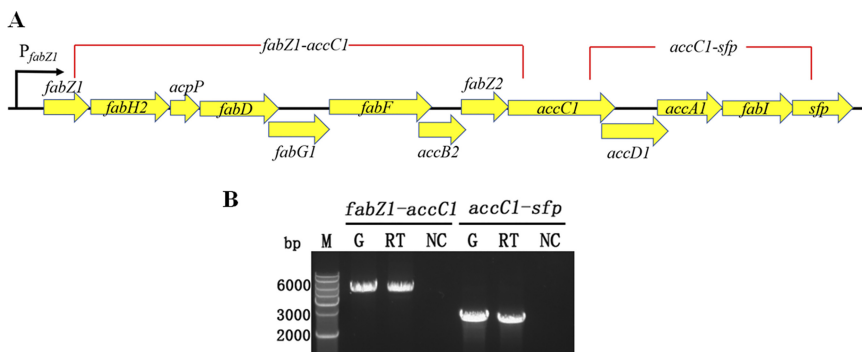 A
P fabZ1
fabZ1-accC1
accC1-sfp
fabZ1
fabH2
acpP
fabD
fabG1
fabF
accB2
fabZ2
accC1
accD1
accA1
fabI
sfp
B
fabZ1-accC1 accC1-sfp
bp M G RT NC G RT NC
6000
3000
2000